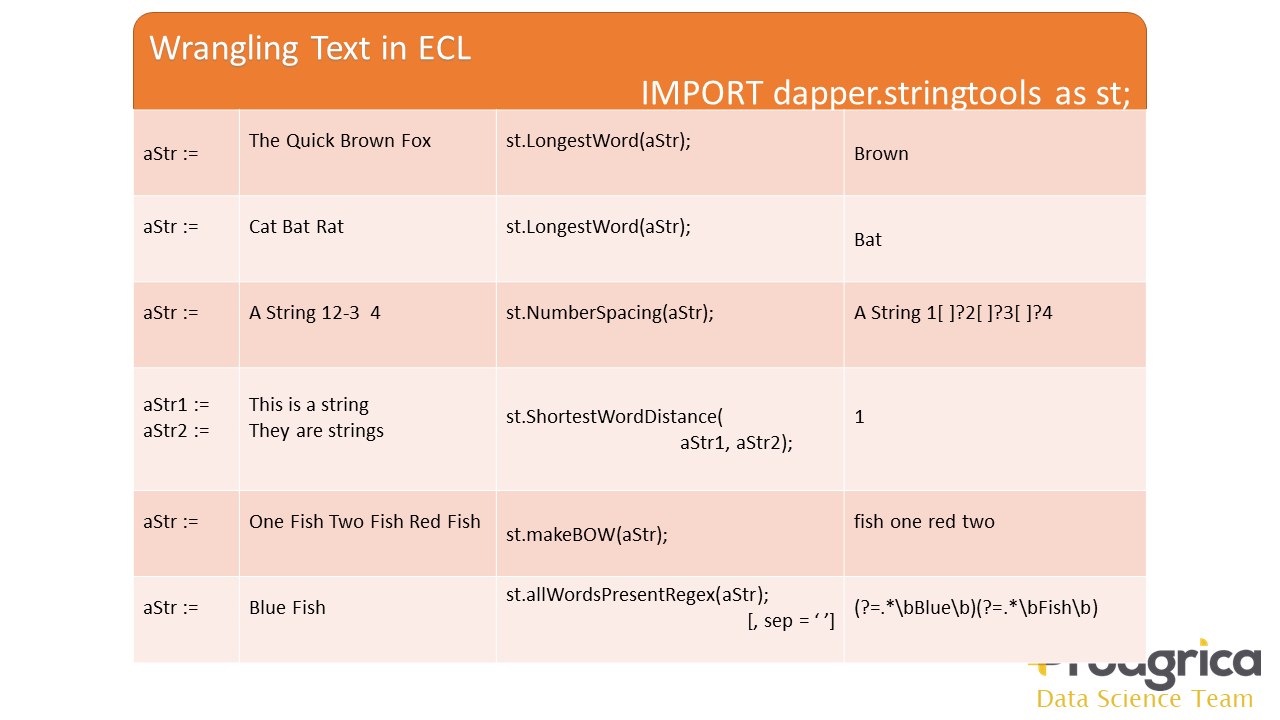 Wrangling Text in ECL
IMPORT dapper.stringtools as st;
aStr := The Quick Brown Fox st.LongestWord(aStr); Brown
aStr := Cat Bat Rat st.LongestWord(aStr); Bat
aStr := A String 12-3  4 st.NumberSpacing(aStr); A String 1[ ]?2[ ]?3[ ]?4
aStr1 := This is a string st.ShortestWordDistance( 1
aStr2 := They are strings aStr1, aStr2);
aStr := One Fish Two Fish Red Fish st.makeBOW(aStr); fish one red two
aStr := Blue Fish st.allWordsPresentRegex(aStr); (?=.*\bBlue\b)(?=.*\bFish\b)
[, sep = ‘ ’]
Proagrica
Data Science Team